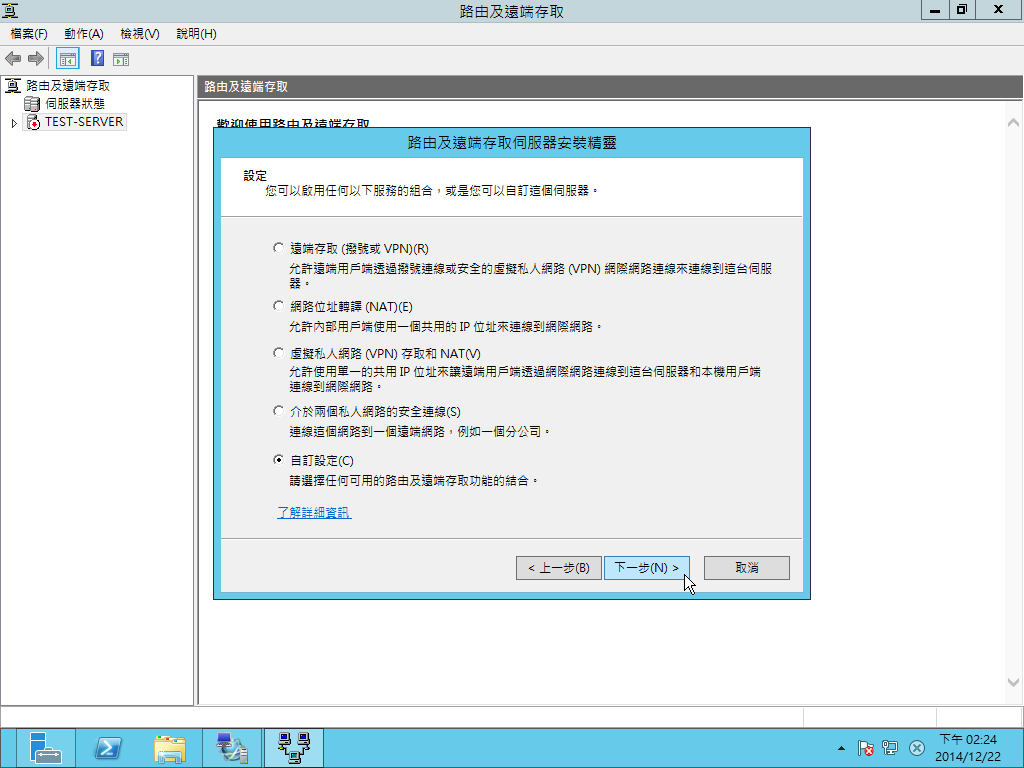 路由及遠端存取
檔案(F) 動作(A) 檢視(V) 說明(H)
路由及遠端存取
伺服器狀態
TEST-SERVER
路由及遠端存取
歡迎使用路由及遠端存取
路由及遠端存取伺服器安裝精靈
設定
您可以啟用任何以下服務的組合，或是您可以自訂這個伺服器。
遠端存取 (撥號或 VPN)(R)
允許遠端用戶端透過撥號連線或安全的虛擬私人網路 (VPN) 網際網路連線來連線到這台伺服
器。
網路位址轉譯 (NAT)(E)
允許內部用戶端使用一個共用的 IP 位址來連線到網際網路。
虛擬私人網路 (VPN) 存取和 NAT(V)
允許使用單一的共用 IP 位址來讓遠端用戶端透過網際網路連線到這台伺服器和本機用戶端
連線到網際網路。
介於兩個私人網路的安全連線(S)
連線這個網路到一個遠端網路，例如一個分公司。
自訂設定(C)
請選擇任何可用的路由及遠端存取功能的結合。
了解詳細資訊
< 上一步(B) 下一步(N) > 取消
下午 02:24
2014/12/22